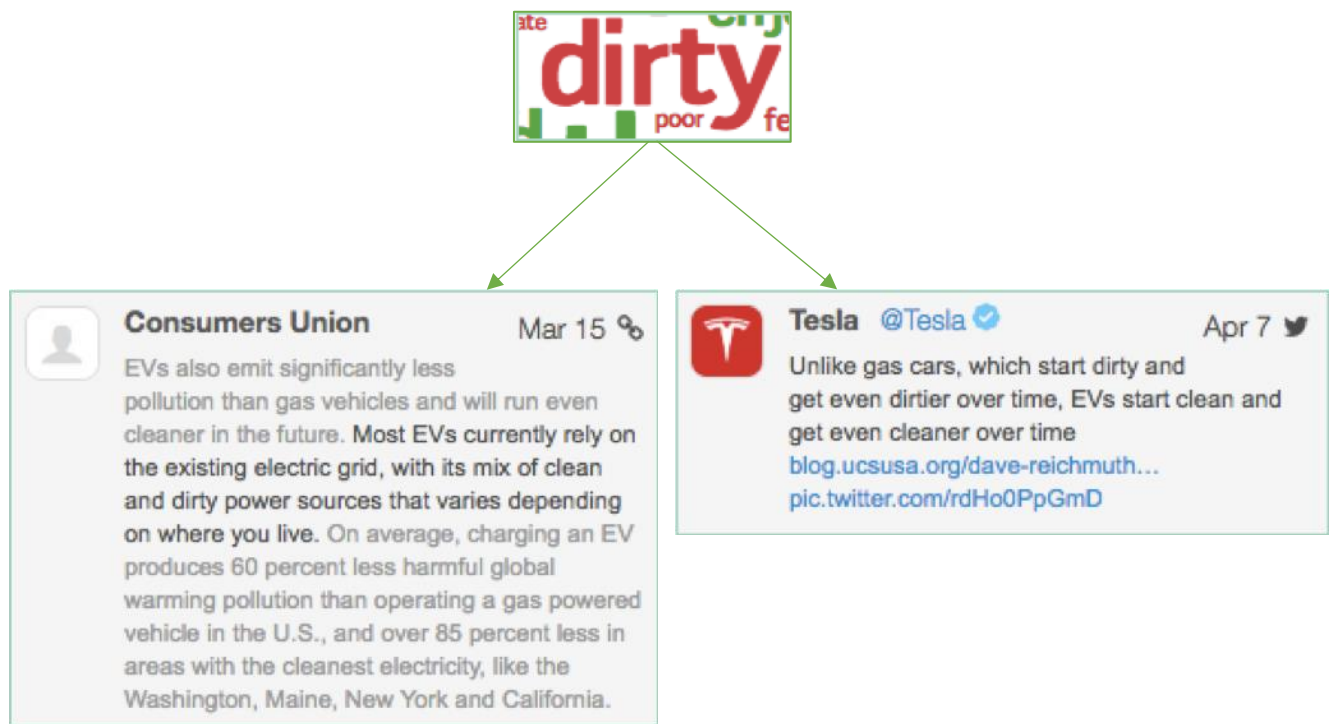 ate
dirty
poor
fe
Consumers Union
Mar 15
EVs also emit significantly less
pollution than gas vehicles and will run even
cleaner in the future. Most EVs currently rely on
the existing electric grid, with its mix of clean
and dirty power sources that varies depending
on where you live. On average, charging an EV
produces 60 percent less harmful global
warming pollution than operating a gas powered
vehicle in the U.S., and over 85 percent less in
areas with the cleanest electricity, like the
Washington, Maine, New York and California.
Tesla @Tesla
Apr 7
Unlike gas cars, which start dirty and
get even dirtier over time, EVs start clean and
get even cleaner over time
blog.ucsusa.org/dave-reichmuth…
pic.twitter.com/rdHo0PpGmD